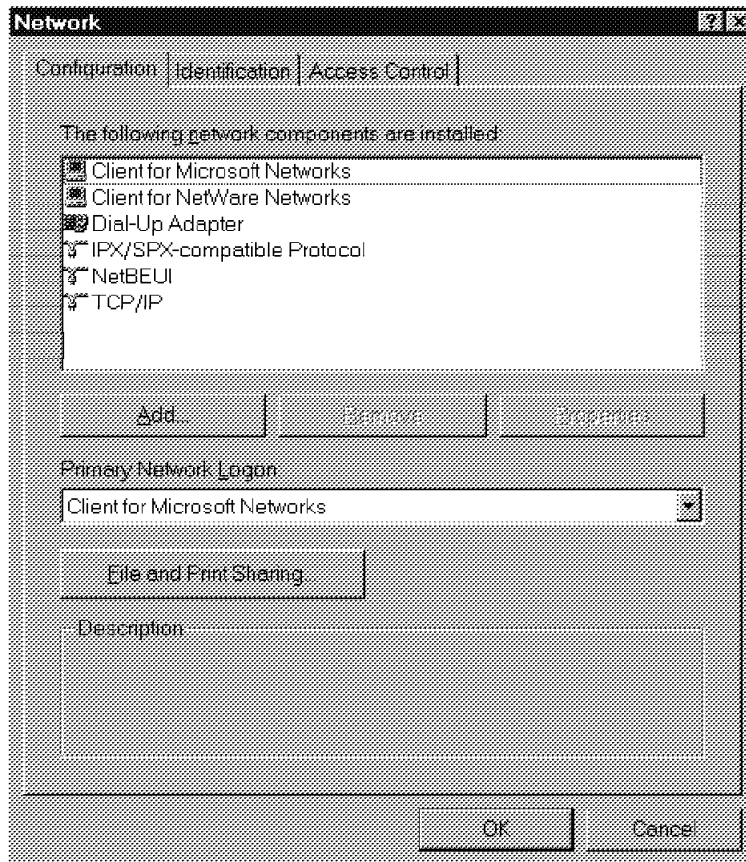 Network
Configuration Identification Access Control
The following network components are installed
Client for Microsoft Networks
Client for NetWare Networks
Dial-Up Adapter
IPX/SPX-compatible Protocol
NetBEUI
TCP/IP
Add... Remove Properties
Primary Network Logon
Client for Microsoft Networks
File and Print Sharing...
Description
OK Cancel